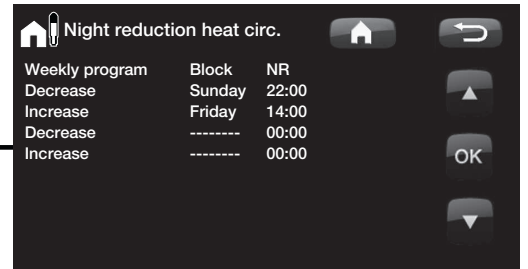 Night reduction heat circ.
Weekly program Block NR
Decrease Sunday 22:00
Increase Friday 14:00
Decrease -------- 00:00
Increase -------- 00:00
OK